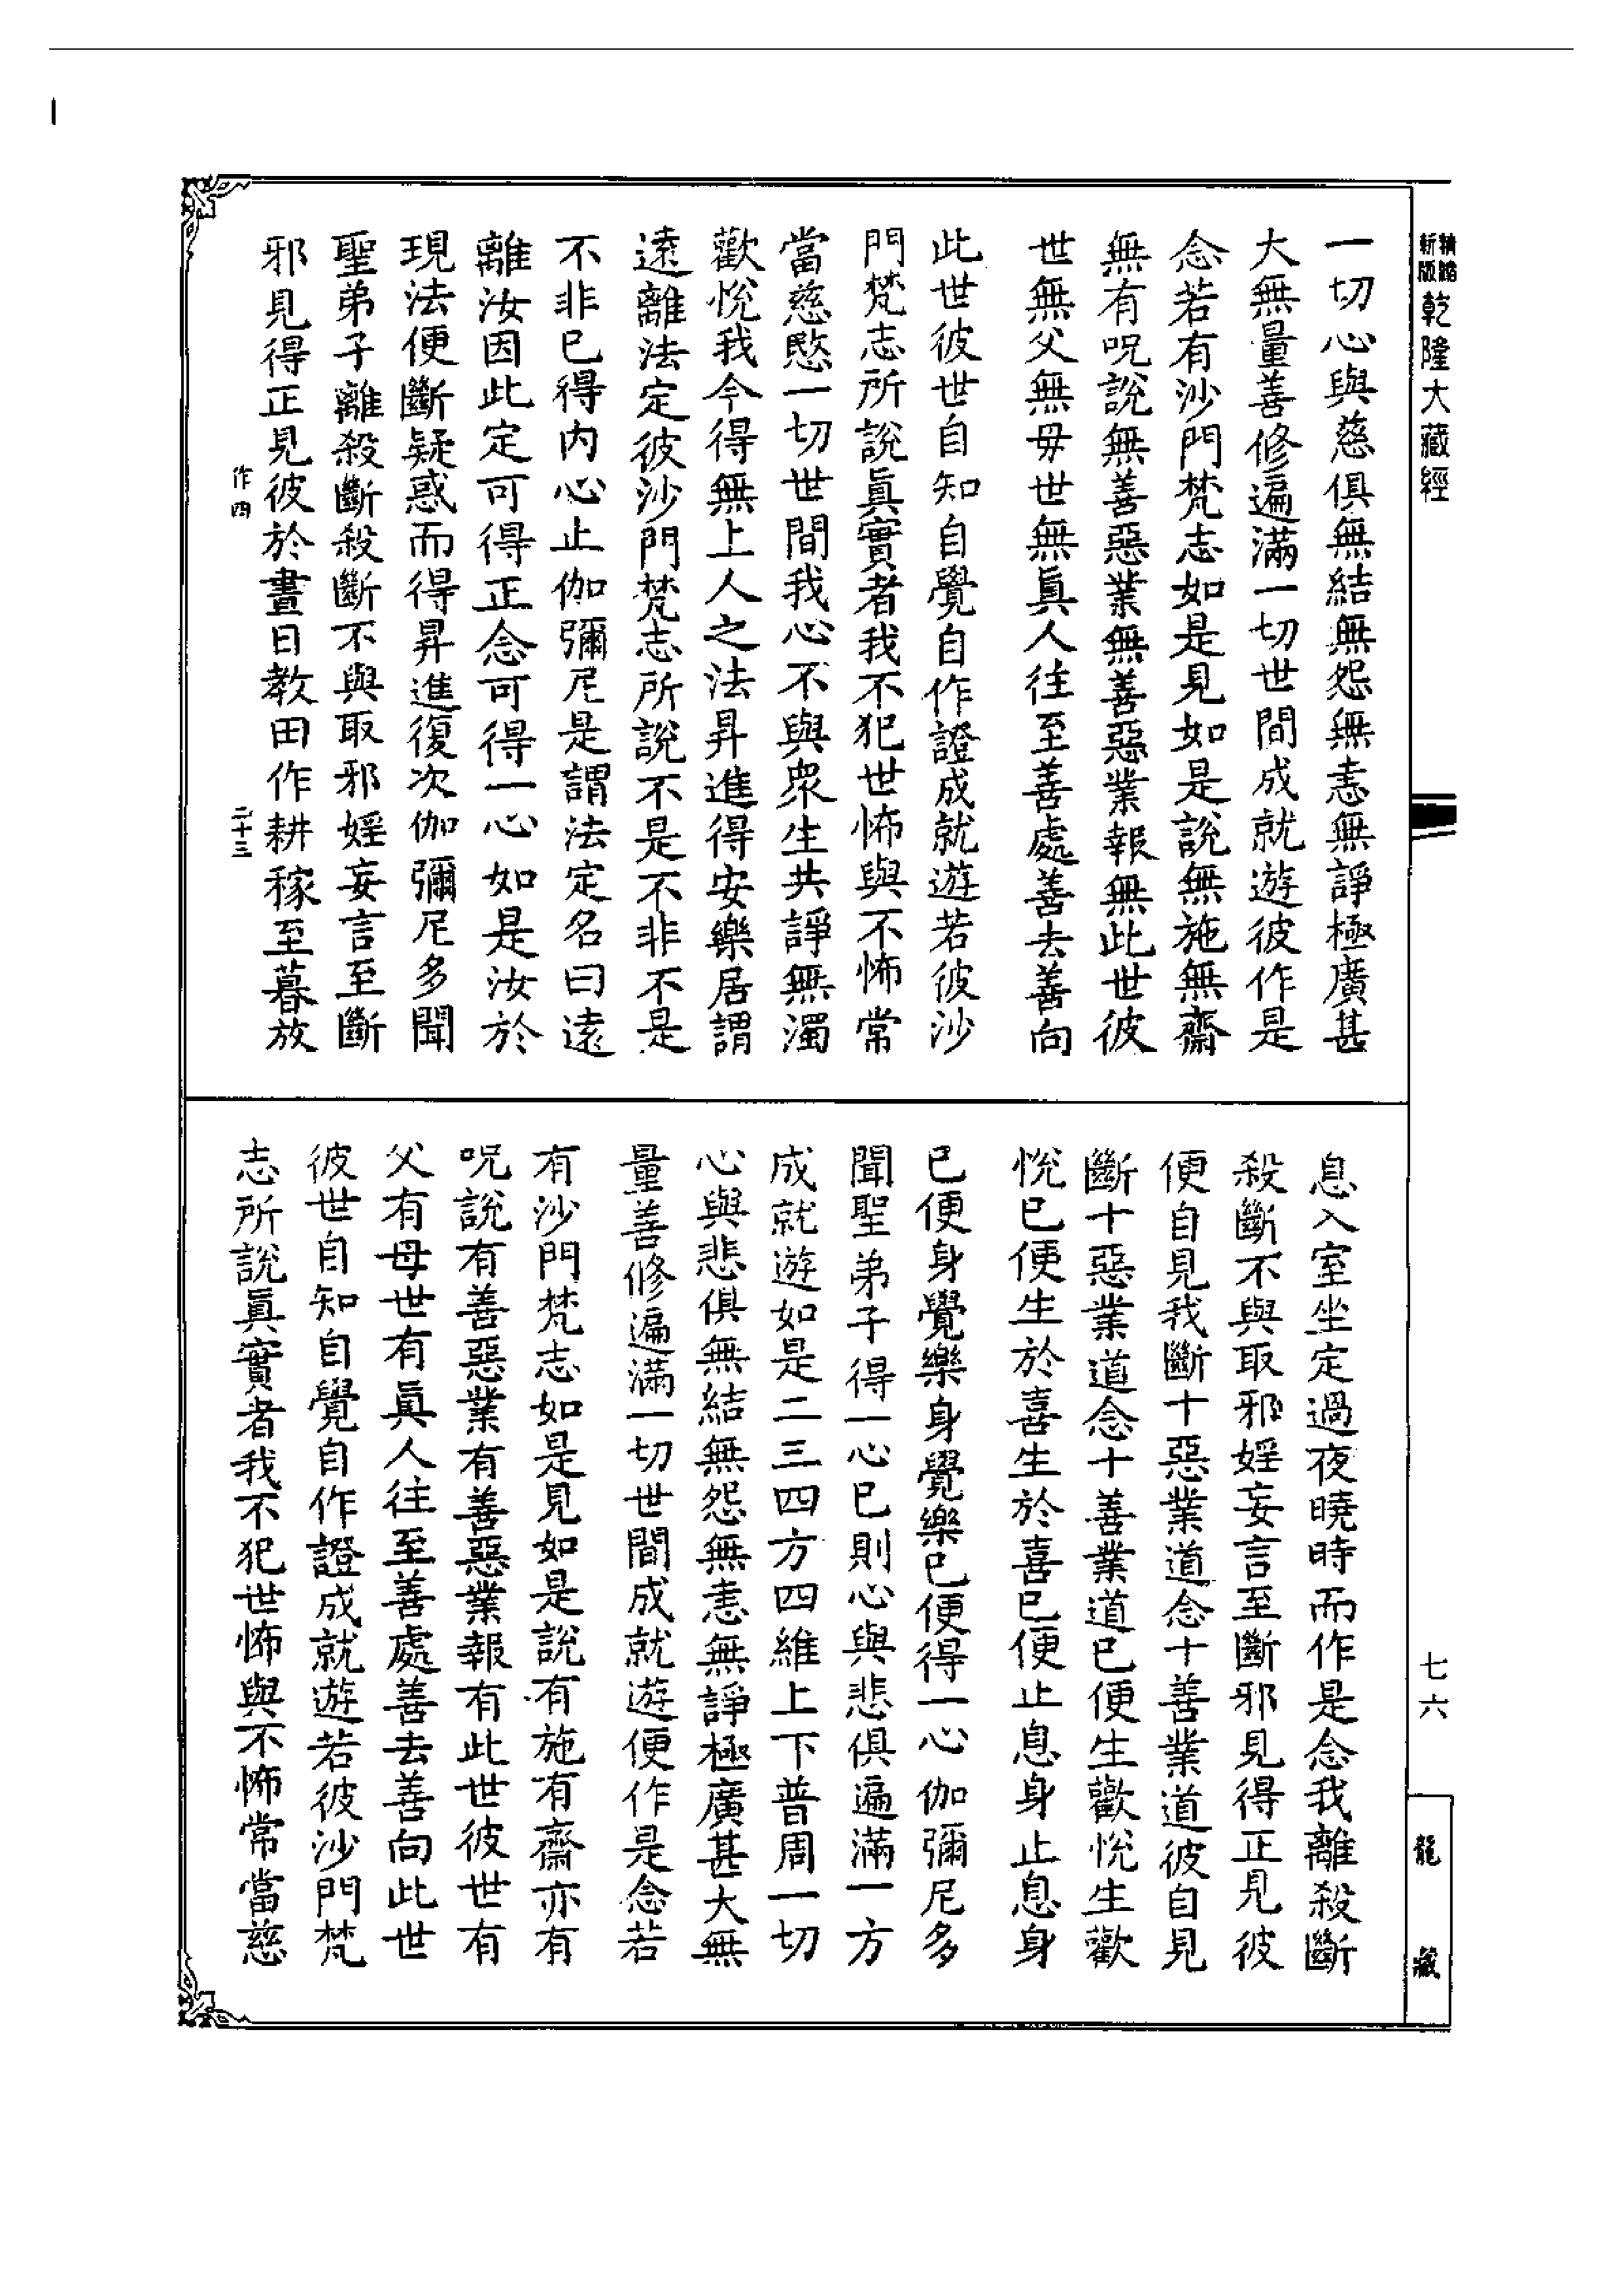 新版
精縮
乾隆大藏經
一切心與慈俱無結無怨無恚無諍極廣甚
大無量善修遍滿一切世間成就遊彼作是
念若有沙門梵志如是見如是說無施無齋
無有呪說無善惡業無善惡業報無此世彼
世無父無母世無眞人往至善處善去善向
此世彼世自知自覺自作證成就遊若彼沙
門梵志所說眞實者我不犯世怖與不怖常
當慈愍一切世間我心不與衆生共諍無濁
歡悅我今得無上人之法昇進得安樂居謂
遠離法定彼沙門梵志所說不是不非不是
不非已得內心止伽彌尼是謂法定名曰遠
離汝因此定可得正念可得一心如是汝於
現法便斷疑惑而得昇進復次伽彌尼多聞
聖弟子離殺斷殺斷不與取邪婬妄言至斷
邪見得正見彼於晝日教田作耕稼至暮放
作四
二十三
息入室坐定過夜曉時而作是念我離殺斷
殺斷不與取邪婬妄言至斷邪見得正見彼
便自見我斷十惡業道念十善業道彼自見
斷十惡業道念十善業道已便生歡悅生歡
悅已便生於喜生於喜已便止息身止息身
已便身覺樂身覺樂已便得一心伽彌尼多
聞聖弟子得一心已則心與悲俱遍滿一方
成就遊如是二三四方四維上下普周一切
心與悲俱無結無怨無恚無諍極廣甚大無
量善修遍滿一切世間成就遊便作是念若
有沙門梵志如是見如是說有施有齋亦有
呪說有善惡業有善惡業報有此世彼世有
父有母世有眞人往至善處善去善向此世
彼世自知自覺自作證成就遊若彼沙門梵
志所說眞實者我不犯世怖與不怖常當慈
七六
龍藏